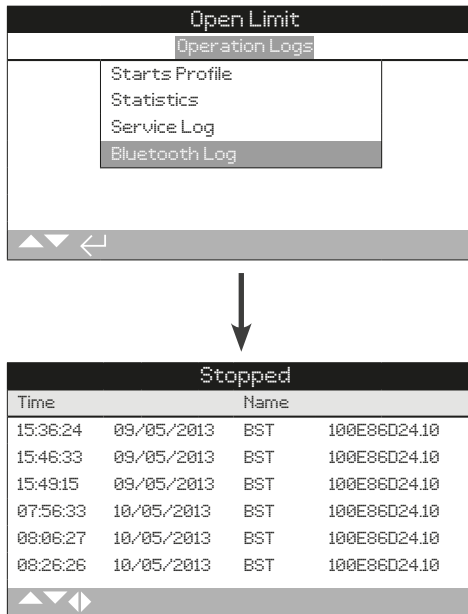 Open Limit
Operation Logs
Starts Profile
Statistics
Service Log
Bluetooth Log
Stopped
Time Name
15:36:24 09/05/2013 BST 100E86D24.10
15:46:33 09/05/2013 BST 100E86D24.10
15:49:15 09/05/2013 BST 100E86D24.10
07:56:33 10/05/2013 BST 100E86D24.10
08:06:27 10/05/2013 BST 100E86D24.10
08:26:26 10/05/2013 BST 100E86D24.10